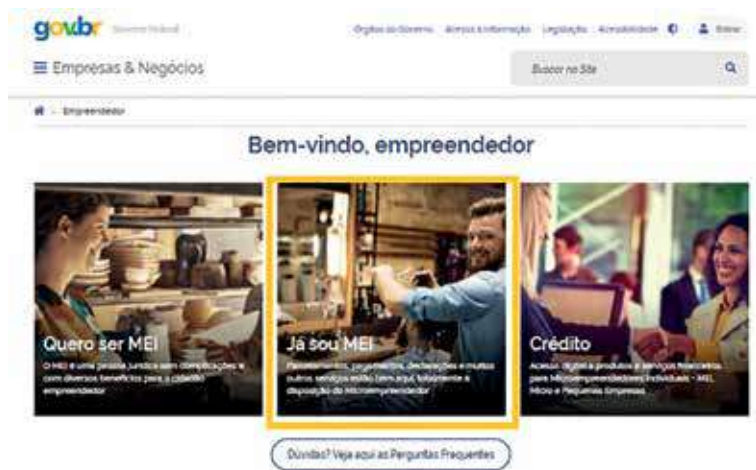 gov.br Governo Federal
Órgãos do Governo Acesso à Informação Legislação Acessibilidade Entrar
Empresas & Negócios
Buscar no Site
Empreendedor
Bem-vindo, empreendedor
Quero ser MEI
O MEI é uma pessoa jurídica sem complicações e
com diversos benefícios para o cidadão
empreendedor
Já sou MEI
Parcelamentos, pagamentos, declarações e muitos
outros serviços estão bem aqui, totalmente à
disposição do Microempreendedor
Crédito
Acesso digital a produtos e serviços financeiros
para Microempreendedores Individuais - MEI,
Micro e Pequenas Empresas
Dúvidas? Veja aqui as Perguntas Frequentes